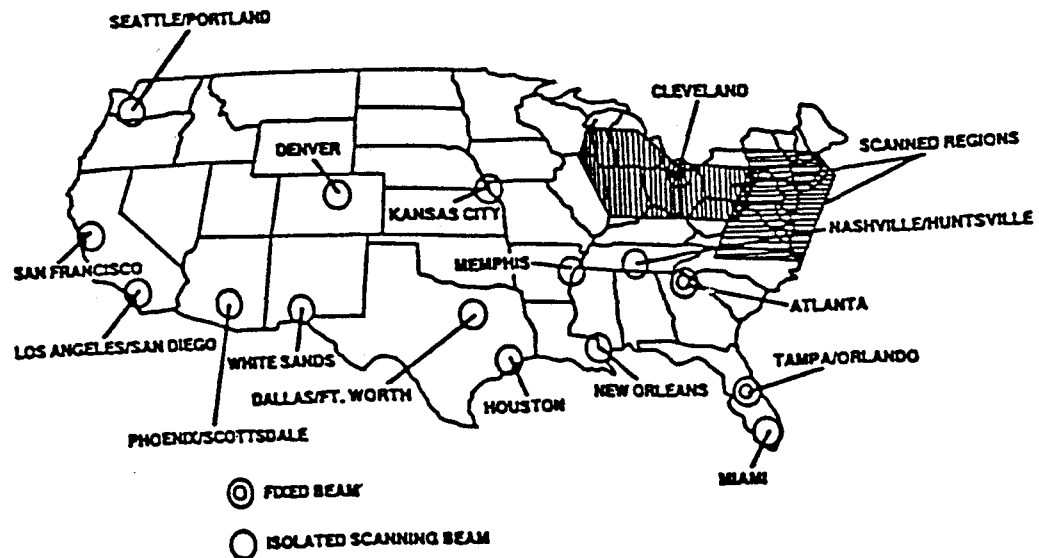 SEATTLE/PORTLAND
CLEVELAND
SCANNED REGIONS
DENVER
KANSAS CITY
NASHVILLE/HUNTSVILLE
SAN FRANCISCO
MEMPHIS
ATLANTA
LOS ANGELES/SAN DIEGO
WHITE SANDS
TAMPA/ORLANDO
DALLAS/FT. WORTH
HOUSTON
NEW ORLEANS
PHOENIX/SCOTTSDALE
MIAMI
FIXED BEAM
ISOLATED SCANNING BEAM